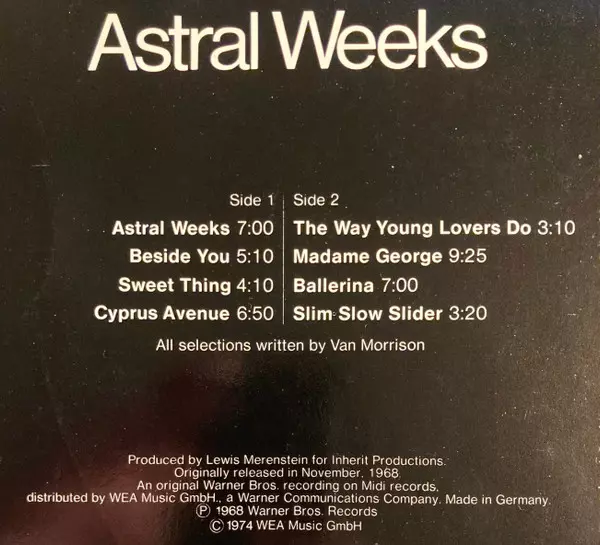 Astral Weeks
Side 1
Astral Weeks 7:00
Beside You 5:10
Sweet Thing 4:10
Cyprus Avenue 6:50
Side 2
The Way Young Lovers Do 3:10
Madame George 9:25
Ballerina 7:00
Slim Slow Slider 3:20
All selections written by Van Morrison
Produced by Lewis Merenstein for Inherit Productions.
Originally released in November, 1968.
An original Warner Bros. recording on Midi records,
distributed by WEA Music GmbH., a Warner Communications Company. Made in Germany.
Ⓟ 1968 Warner Bros. Records
© 1974 WEA Music GmbH